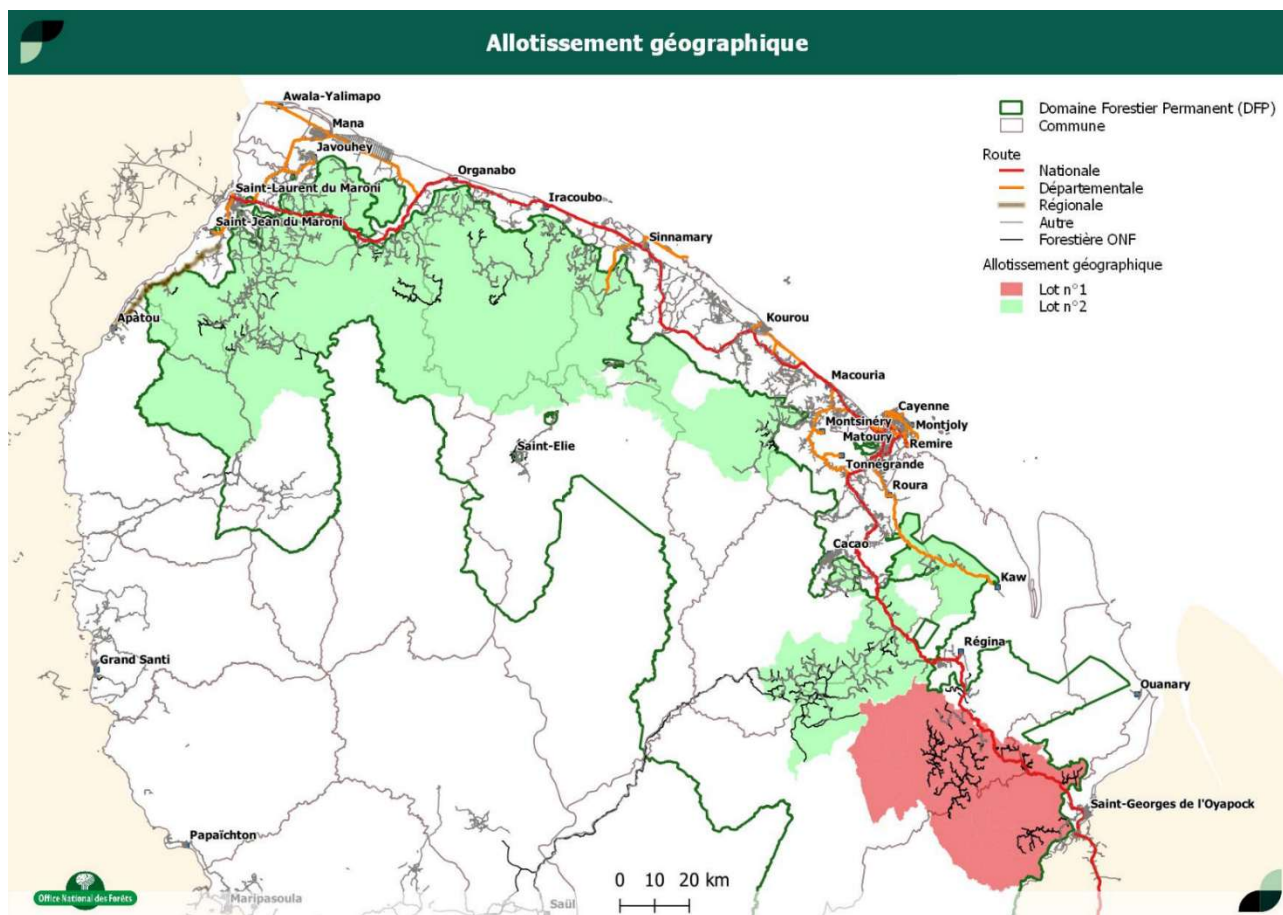 Allotissement géographique
Domaine Forestier Permanent (DFP)
Commune
Route
Nationale
Départementale
Régionale
Autre
Forestière ONF
Allotissement géographique
Lot n°1
Lot n°2
Awala-Yalimapo
Mana
Javouhey
Organabo
Saint-Laurent du Maroni
Iracoubo
Saint-Jean du Maroni
Sinnamary
Apatou
Kourou
Macouria
Cayenne
Montsinéry
Montjoly
Matoury
Remire
Saint-Elie
Tonnégrande
Roura
Cacao
Kaw
Régina
Grand Santi
Ouanary
Saint-Georges de l'Oyapock
Papaïchton
0 10 20 km
Office National des Forêts
Maripasoula
Saül